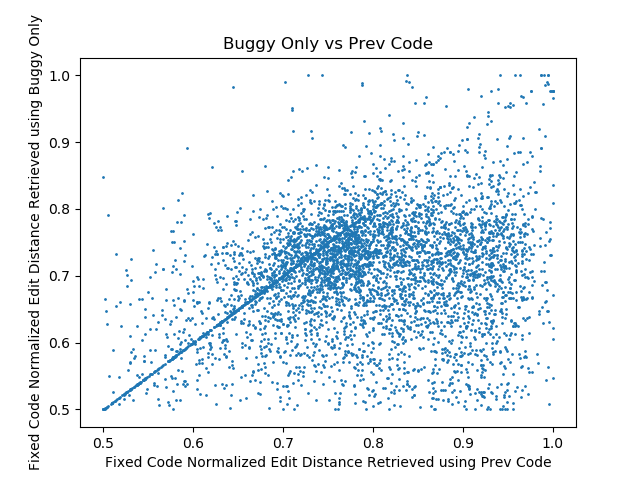 Buggy Only vs Prev Code
Fixed Code Normalized Edit Distance Retrieved using Buggy Only
1.0
0.9
0.8
0.7
0.6
0.5
0.5 0.6 0.7 0.8 0.9 1.0
Fixed Code Normalized Edit Distance Retrieved using Prev Code